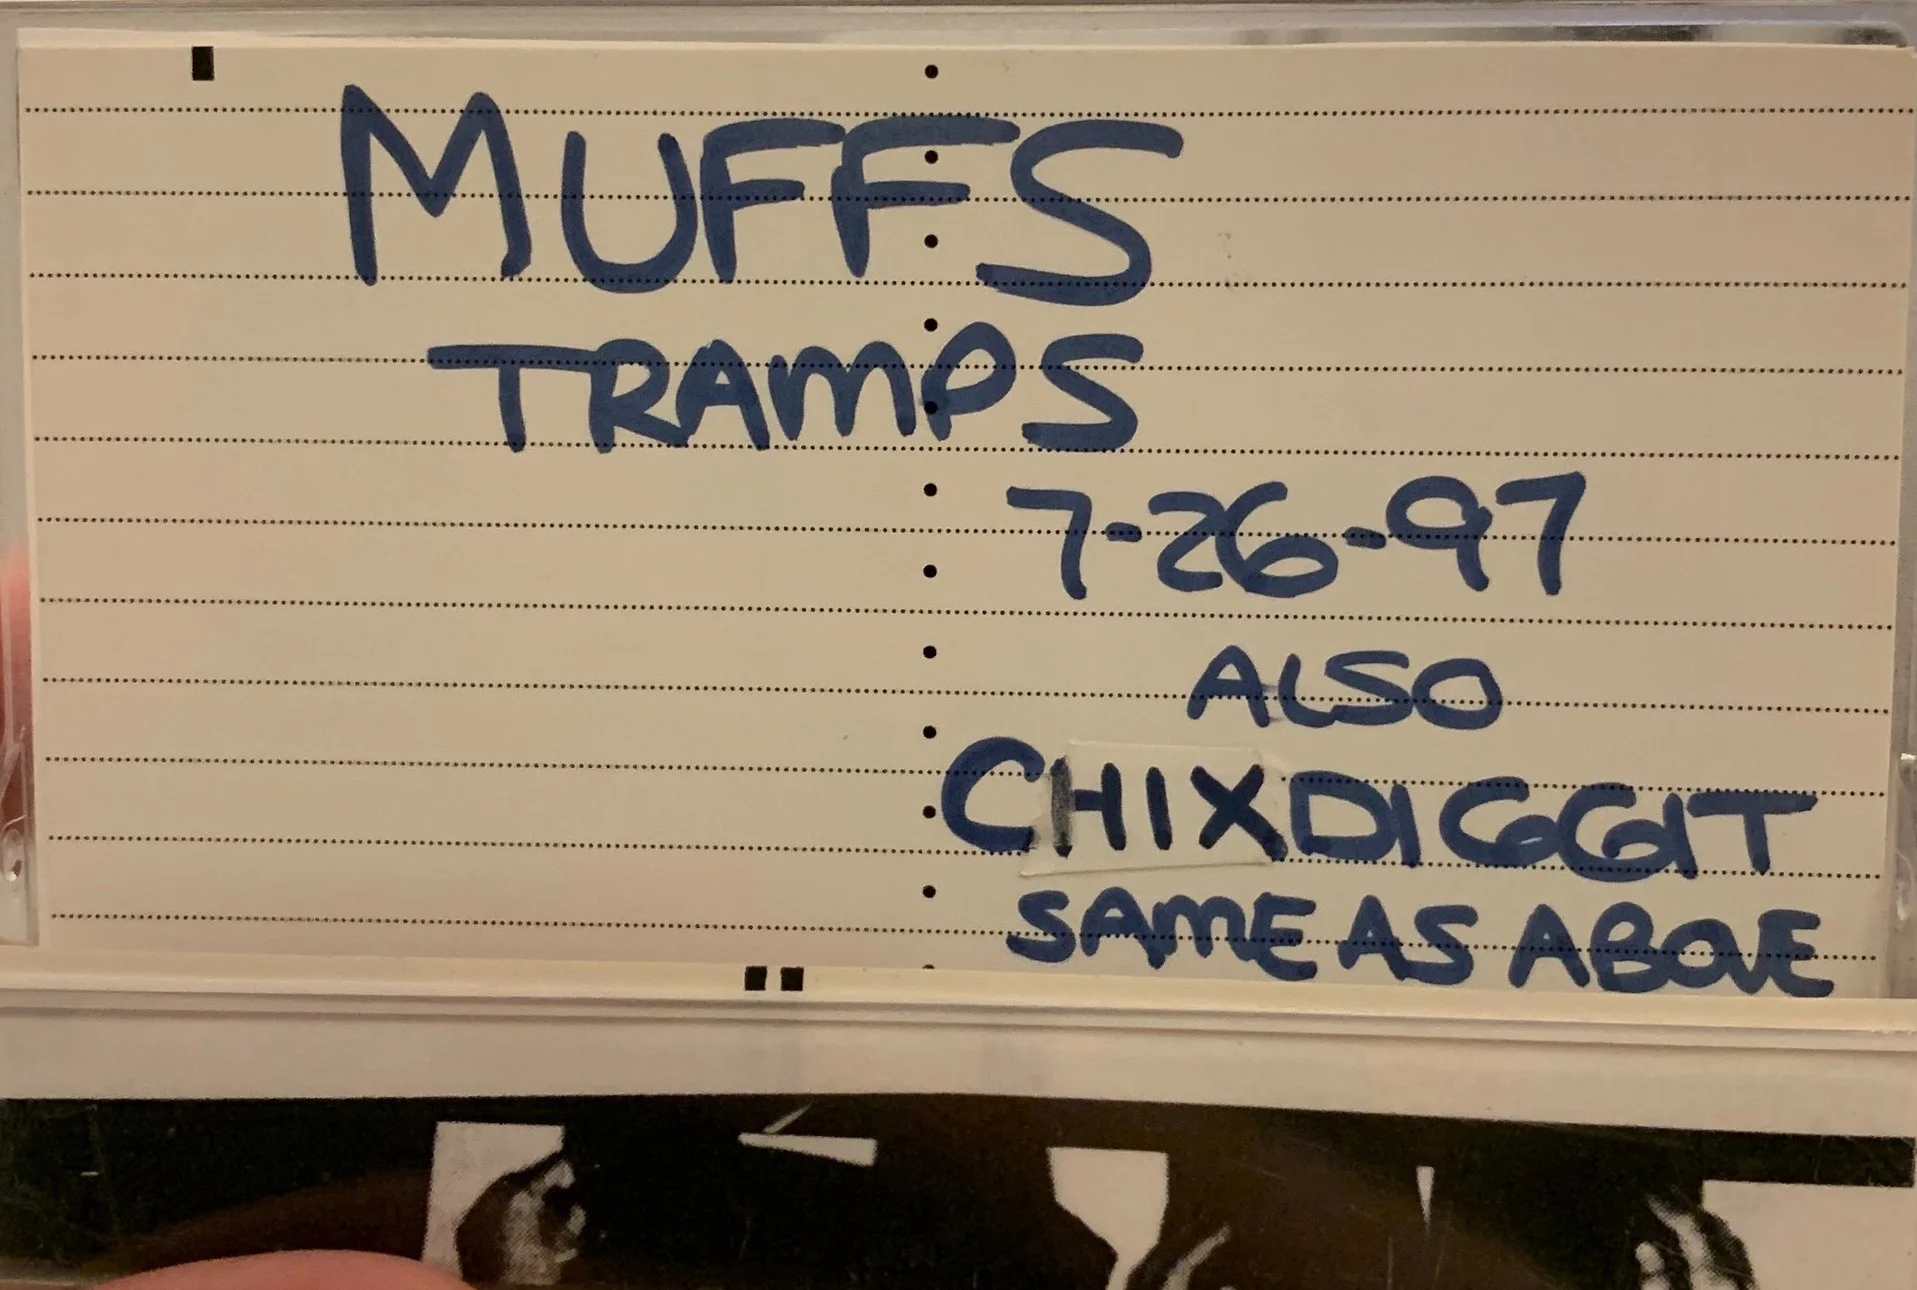 MUFFS
TRAMPS
7-26-97
ALSO
CHIXDIGGIT
SAME AS ABOVE